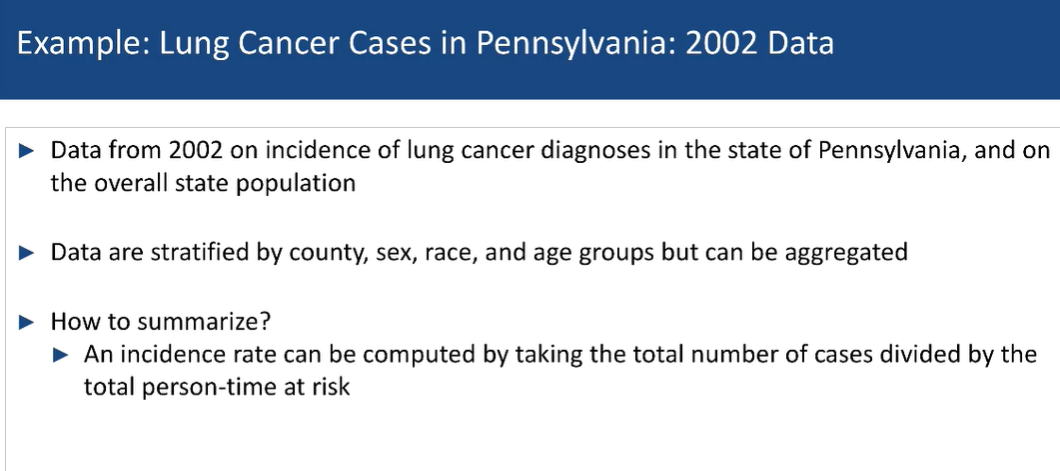 Example: Lung Cancer Cases in Pennsylvania: 2002 Data
Data from 2002 on incidence of lung cancer diagnoses in the state of Pennsylvania, and on
the overall state population
Data are stratified by county, sex, race, and age groups but can be aggregated
How to summarize?
An incidence rate can be computed by taking the total number of cases divided by the
total person-time at risk